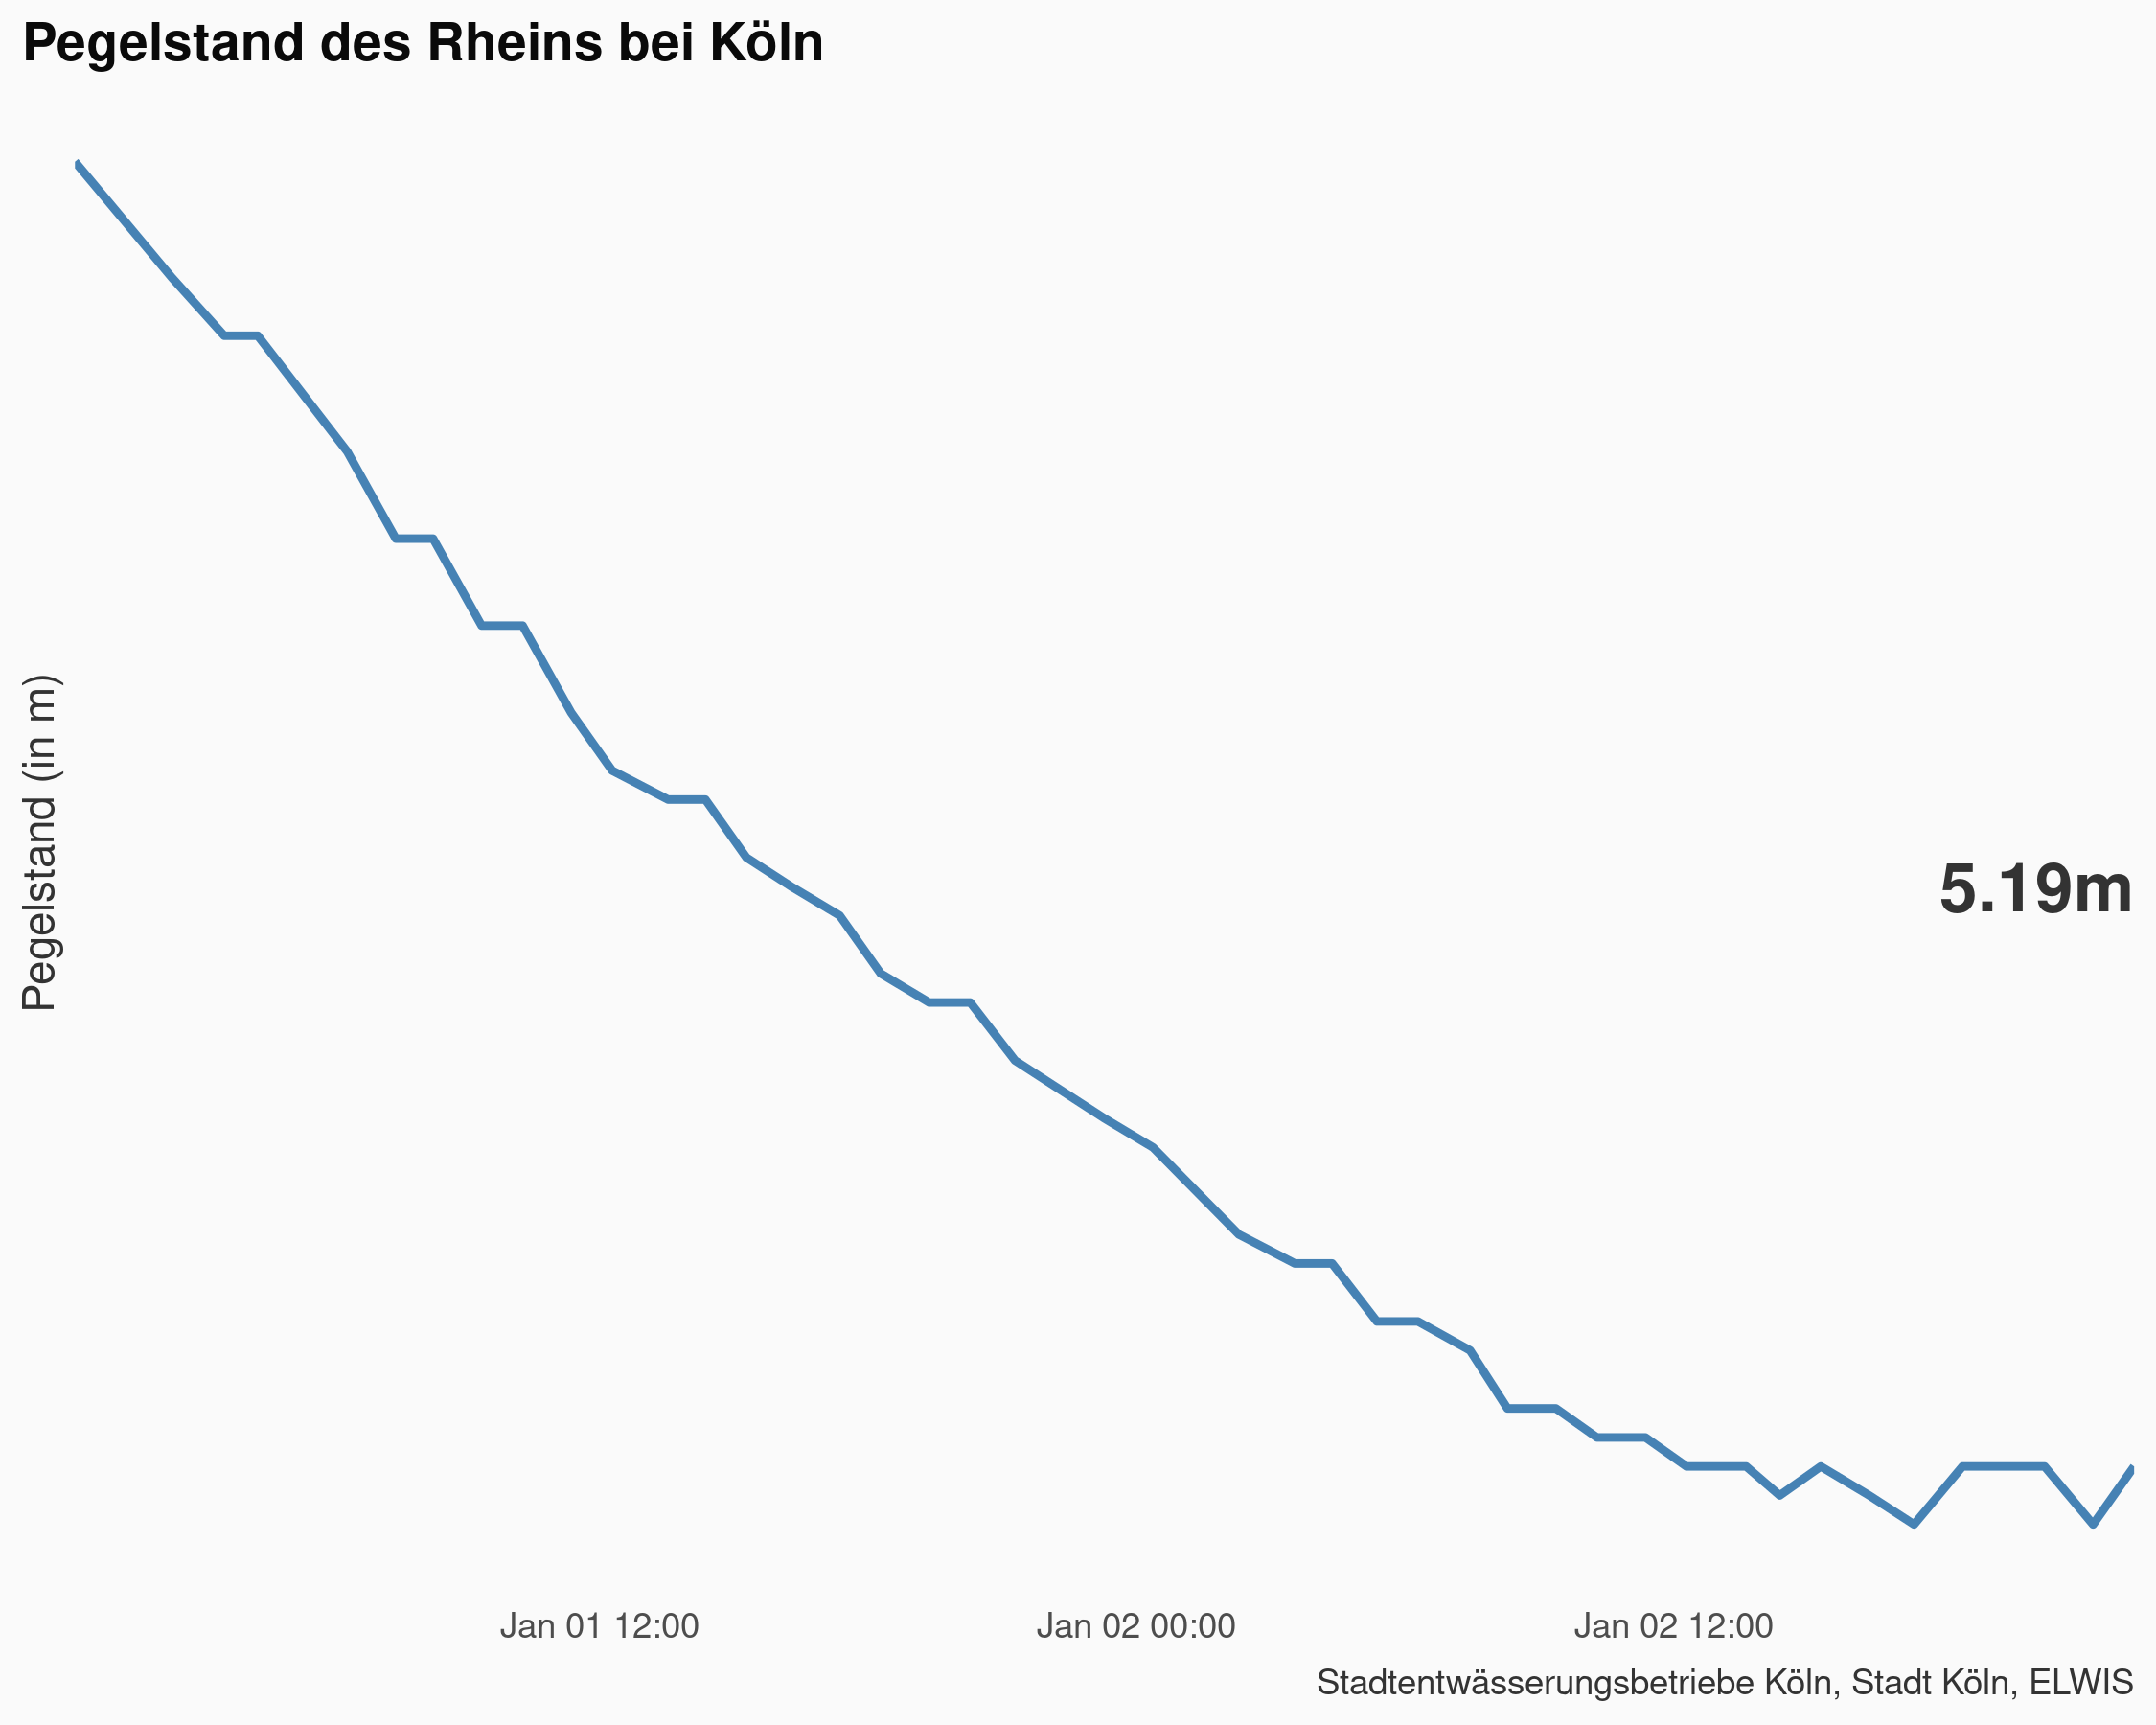 Pegelstand des Rheins bei Köln
Pegelstand (in m)
5.19m
Jan 01 12:00
Jan 02 00:00
Jan 02 12:00
Stadtentwässerungsbetriebe Köln, Stadt Köln, ELWIS